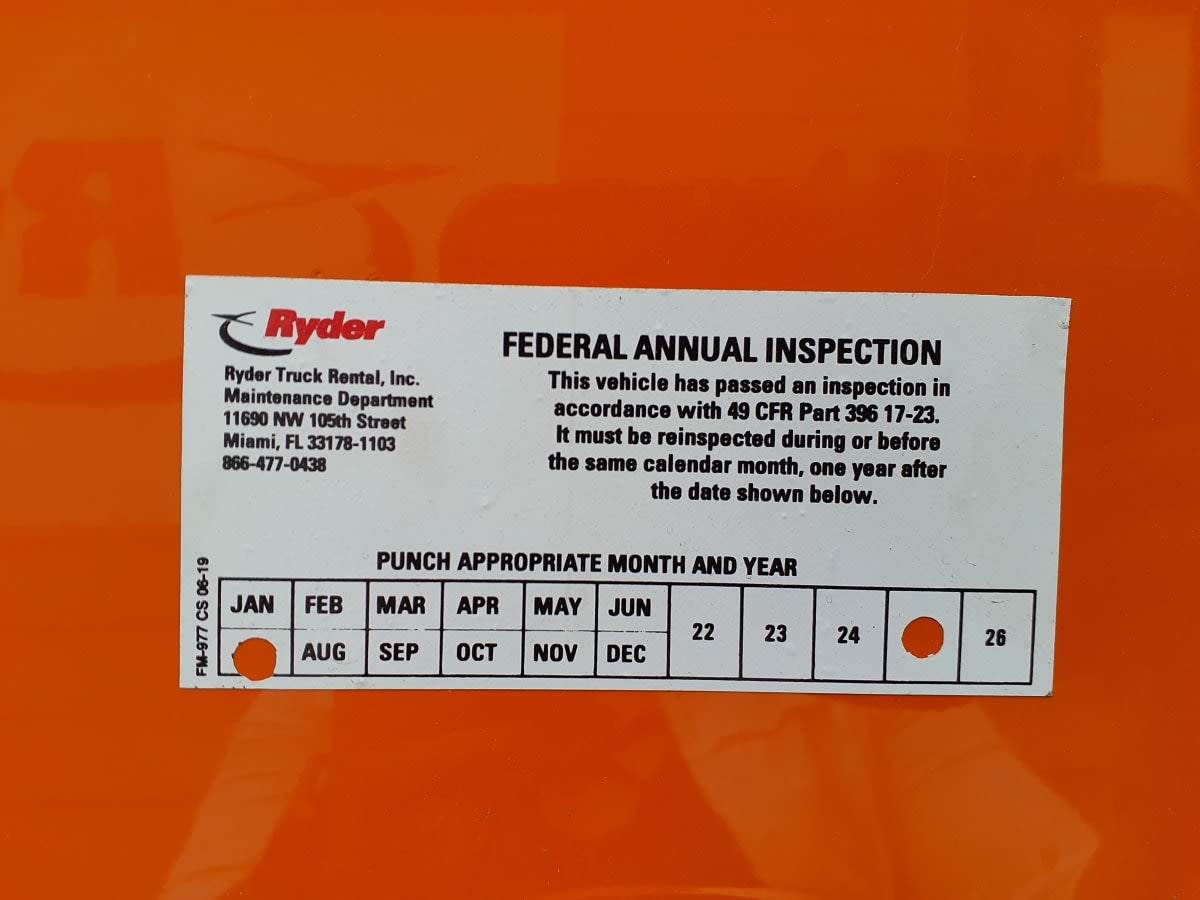 Ryder
Ryder Truck Rental, Inc.
Maintenance Department
11690 NW 105th Street
Miami, FL 33178-1103
866-477-0438
FEDERAL ANNUAL INSPECTION
This vehicle has passed an inspection in
accordance with 49 CFR Part 396 17-23.
It must be reinspected during or before
the same calendar month, one year after
the date shown below.
PUNCH APPROPRIATE MONTH AND YEAR
FM-977 CS 06-19
JAN FEB MAR APR MAY JUN
AUG SEP OCT NOV DEC
22 23 24 26